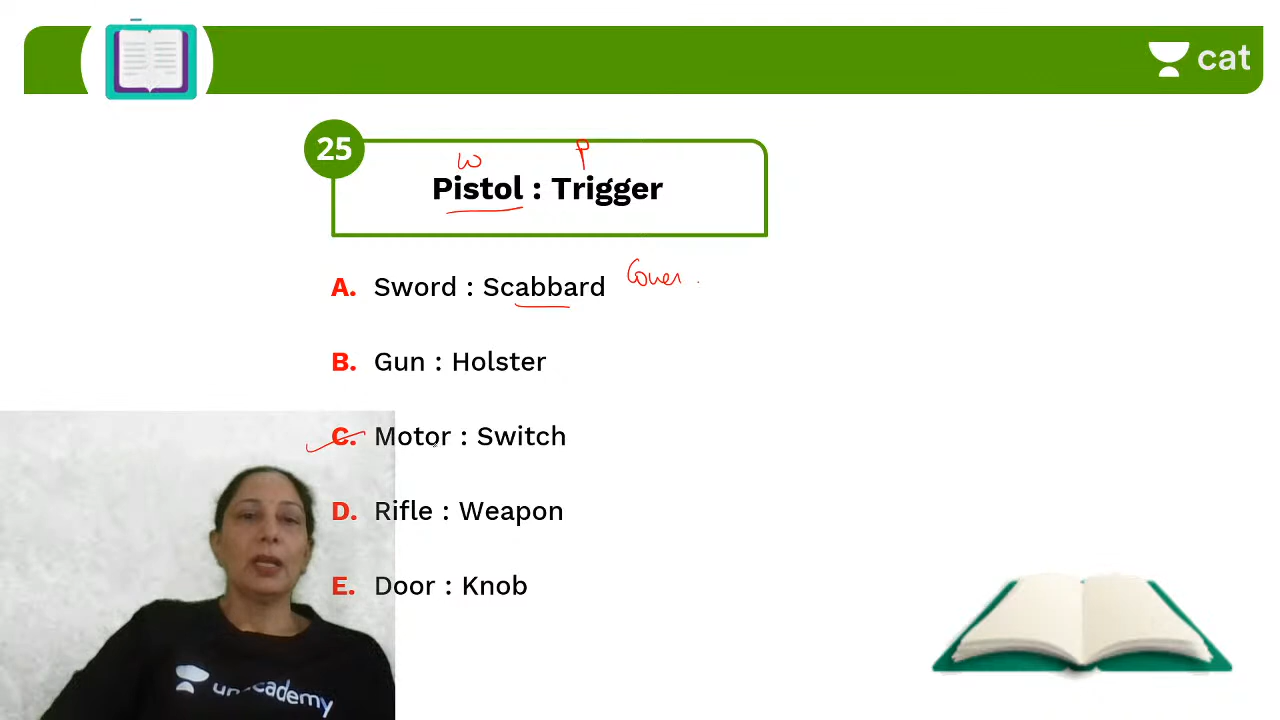 cat
25
W P
Pistol : Trigger
A. Sword : Scabbard Cover .
B. Gun : Holster
C. Motor : Switch
D. Rifle : Weapon
E. Door : Knob
unacademy